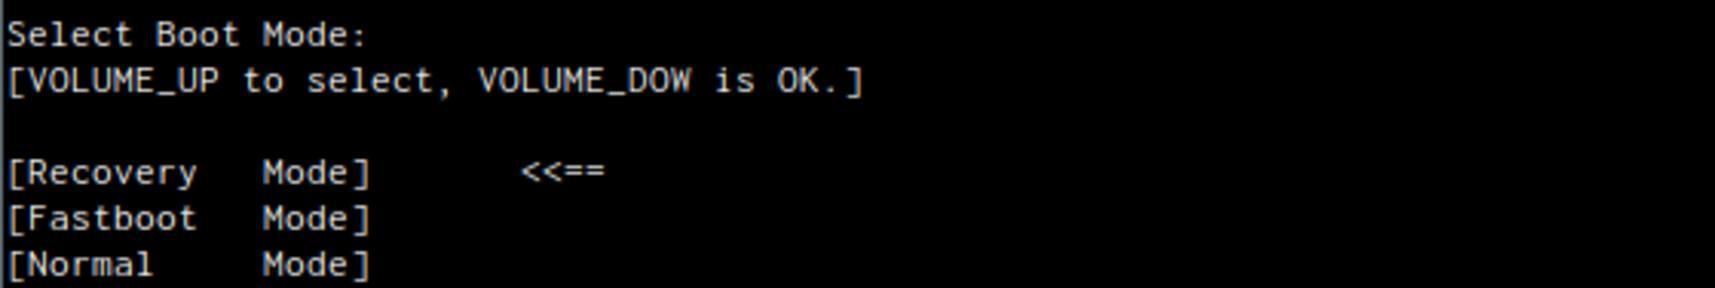 Select Boot Mode:
[VOLUME_UP to select, VOLUME_DOW is OK.]
[Recovery   Mode]       <<==
[Fastboot   Mode]
[Normal     Mode]